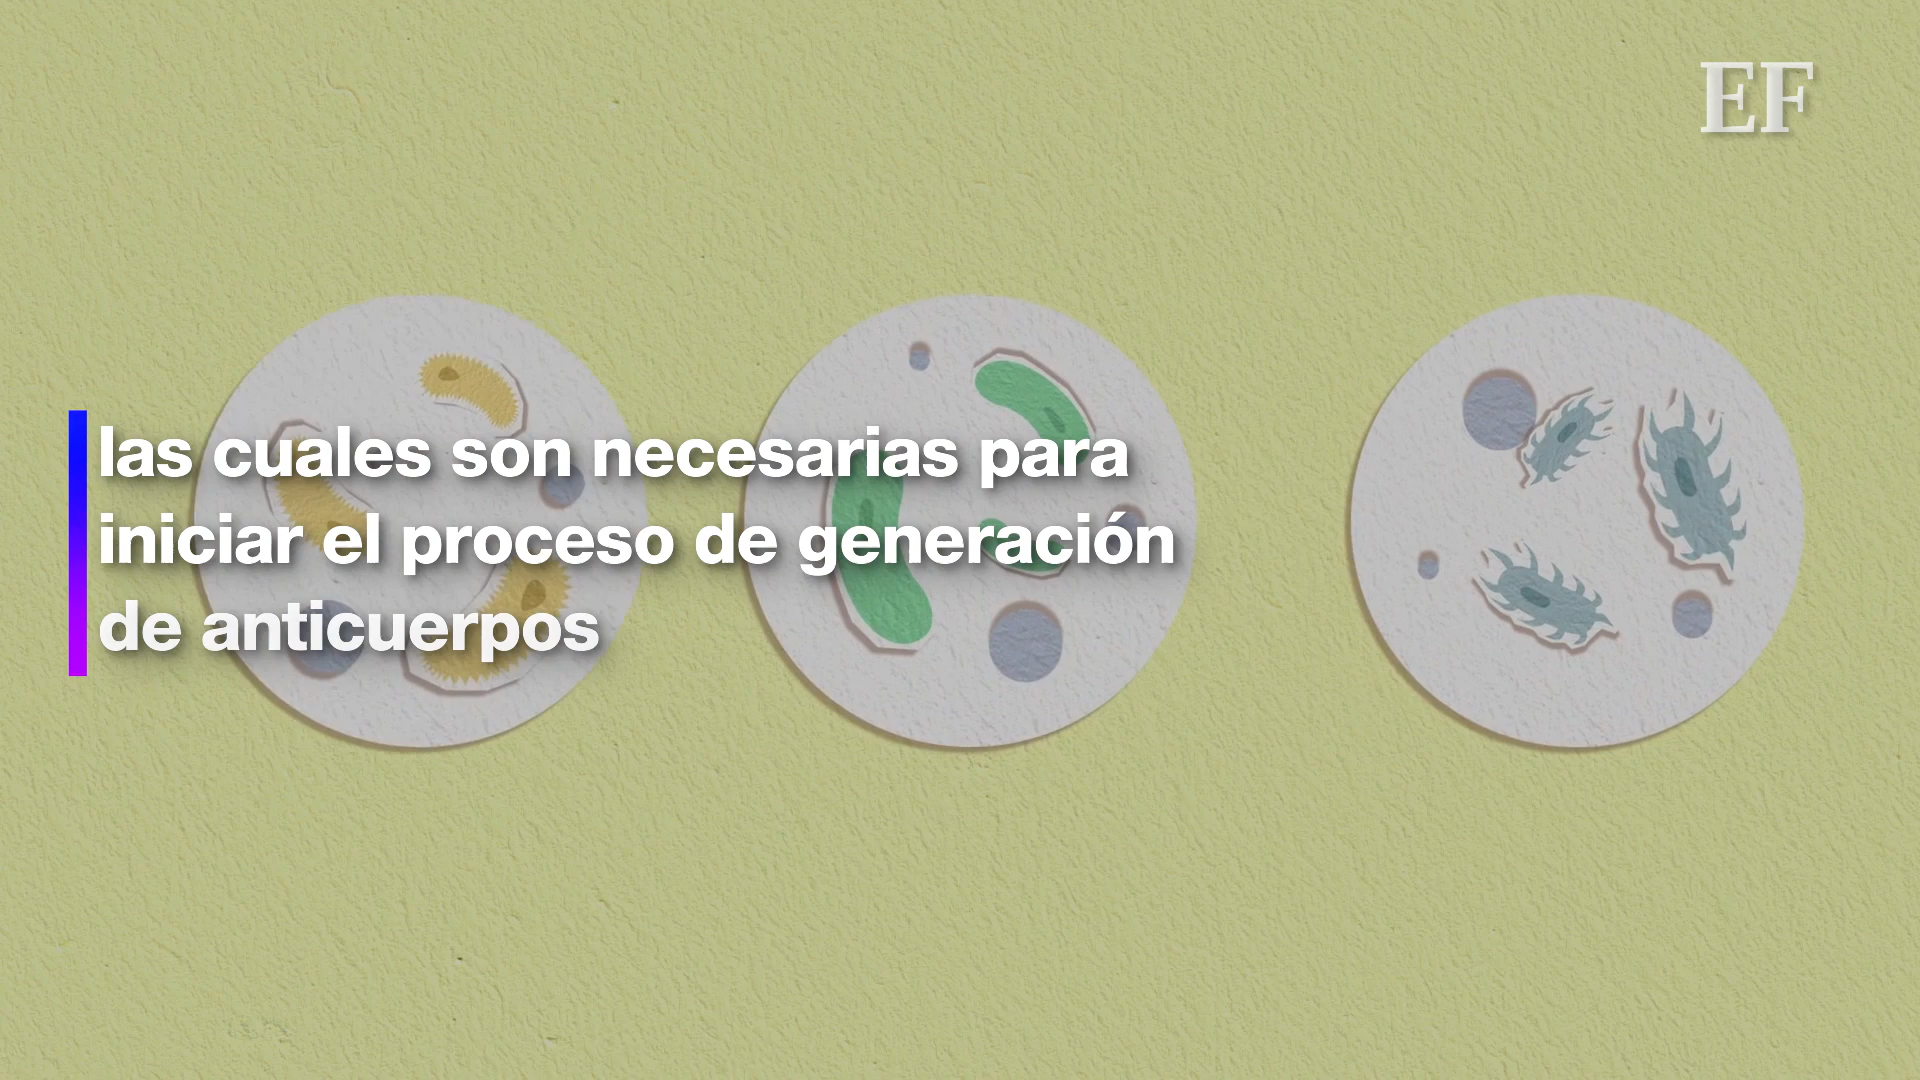 EF
las cuales son necesarias para
iniciar el proceso de generación
de anticuerpos